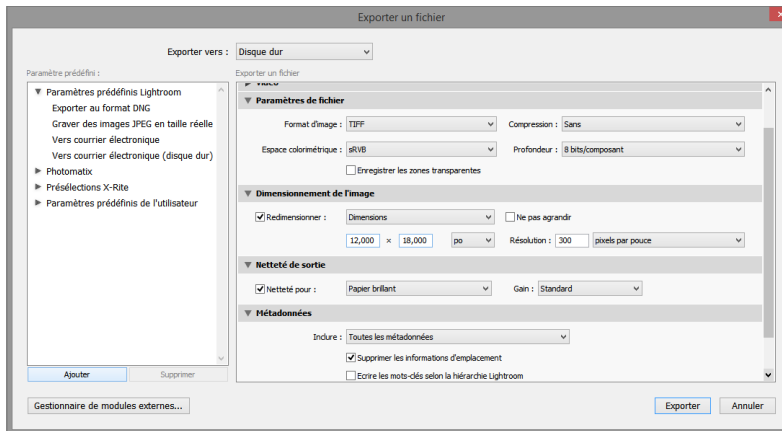 Exporter un fichier
Exporter vers : Disque dur
Paramètre prédéfini :
Paramètres prédéfinis Lightroom
Exporter au format DNG
Graver des images JPEG en taille réelle
Vers courrier électronique
Vers courrier électronique (disque dur)
Photomatix
Présélections X-Rite
Paramètres prédéfinis de l'utilisateur
Ajouter
Supprimer
Exporter un fichier
Vidéo
Paramètres de fichier
Format d'image : TIFF
Compression : Sans
Espace colorimétrique : sRVB
Profondeur : 8 bits/composant
Enregistrer les zones transparentes
Dimensionnement de l'image
Redimensionner : Dimensions
Ne pas agrandir
12,000 × 18,000 po
Résolution : 300 pixels par pouce
Netteté de sortie
Netteté pour : Papier brillant
Gain : Standard
Métadonnées
Inclure : Toutes les métadonnées
Supprimer les informations d'emplacement
Ecrire les mots-clés selon la hiérarchie Lightroom
Gestionnaire de modules externes...
Exporter
Annuler